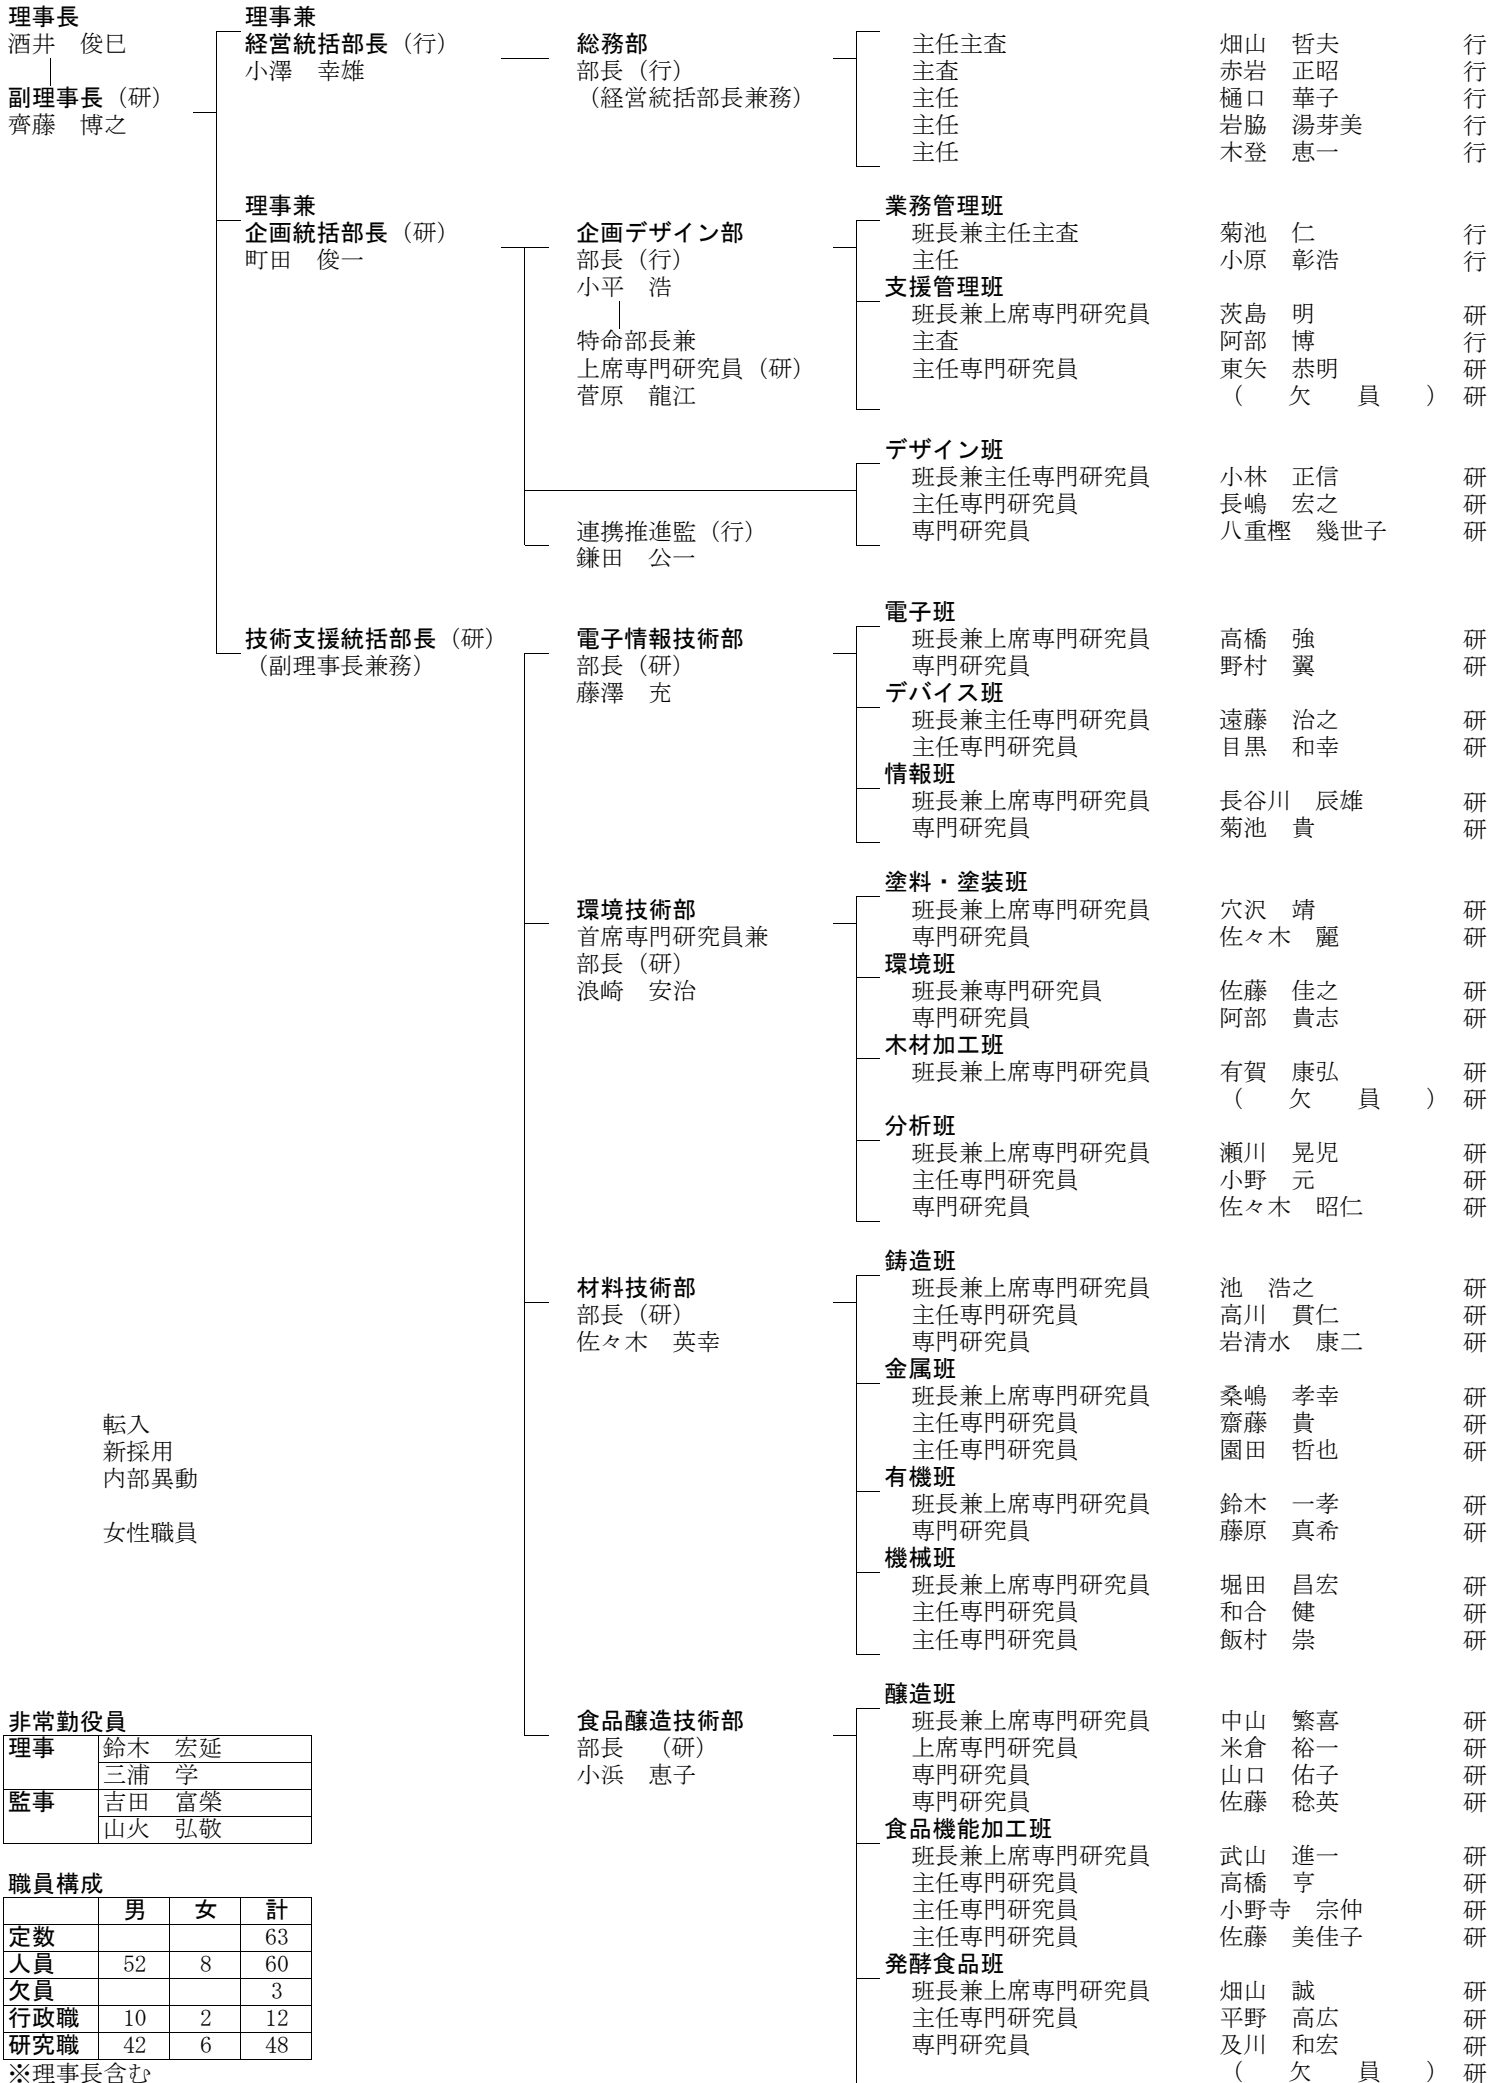 理事長
酒井　俊巳
副理事長（研）
齊藤　博之
理事兼
経営統括部長（行）
小澤　幸雄
総務部
部長（行）
（経営統括部長兼務）
主任主査　畑山　哲夫　行
主査　赤岩　正昭　行
主任　樋口　華子　行
主任　岩脇　湯芽美　行
主任　木登　恵一　行
理事兼
企画統括部長（研）
町田　俊一
企画デザイン部
部長（行）
小平　浩
特命部長兼
上席専門研究員（研）
菅原　龍江
業務管理班
班長兼主任主査　菊池　仁　行
主任　小原　彰浩　行
支援管理班
班長兼上席専門研究員　茨島　明　研
主査　阿部　博　行
主任専門研究員　東矢　恭明　研
（　欠　員　）　研
デザイン班
班長兼主任専門研究員　小林　正信　研
主任専門研究員　長嶋　宏之　研
専門研究員　八重樫　幾世子　研
連携推進監（行）
鎌田　公一
技術支援統括部長（研）
（副理事長兼務）
電子情報技術部
部長（研）
藤澤　充
電子班
班長兼上席専門研究員　高橋　強　研
専門研究員　野村　翼　研
デバイス班
班長兼主任専門研究員　遠藤　治之　研
主任専門研究員　目黒　和幸　研
情報班
班長兼上席専門研究員　長谷川　辰雄　研
専門研究員　菊池　貴　研
環境技術部
首席専門研究員兼
部長（研）
浪崎　安治
塗料・塗装班
班長兼上席専門研究員　穴沢　靖　研
専門研究員　佐々木　麗　研
環境班
班長兼専門研究員　佐藤　佳之　研
専門研究員　阿部　貴志　研
木材加工班
班長兼上席専門研究員　有賀　康弘　研
（　欠　員　）　研
分析班
班長兼上席専門研究員　瀬川　晃児　研
主任専門研究員　小野　元　研
専門研究員　佐々木　昭仁　研
材料技術部
部長（研）
佐々木　英幸
鋳造班
班長兼上席専門研究員　池　浩之　研
主任専門研究員　高川　貫仁　研
専門研究員　岩清水　康二　研
金属班
班長兼上席専門研究員　桑嶋　孝幸　研
主任専門研究員　齋藤　貴　研
主任専門研究員　園田　哲也　研
有機班
班長兼上席専門研究員　鈴木　一孝　研
専門研究員　藤原　真希　研
機械班
班長兼上席専門研究員　堀田　昌宏　研
主任専門研究員　和合　健　研
主任専門研究員　飯村　崇　研
食品醸造技術部
部長　（研）
小浜　恵子
醸造班
班長兼上席専門研究員　中山　繁喜　研
上席専門研究員　米倉　裕一　研
専門研究員　山口　佑子　研
専門研究員　佐藤　稔英　研
食品機能加工班
班長兼上席専門研究員　武山　進一　研
主任専門研究員　高橋　亨　研
主任専門研究員　小野寺　宗仲　研
主任専門研究員　佐藤　美佳子　研
発酵食品班
班長兼上席専門研究員　畑山　誠　研
主任専門研究員　平野　高広　研
専門研究員　及川　和宏　研
（　欠　員　）　研
転入
新採用
内部異動
女性職員
非常勤役員
理事　鈴木　宏延
三浦　学
監事　吉田　富榮
山火　弘敬
職員構成
男　女　計
定数　63
人員　52　8　60
欠員　3
行政職　10　2　12
研究職　42　6　48
※理事長含む